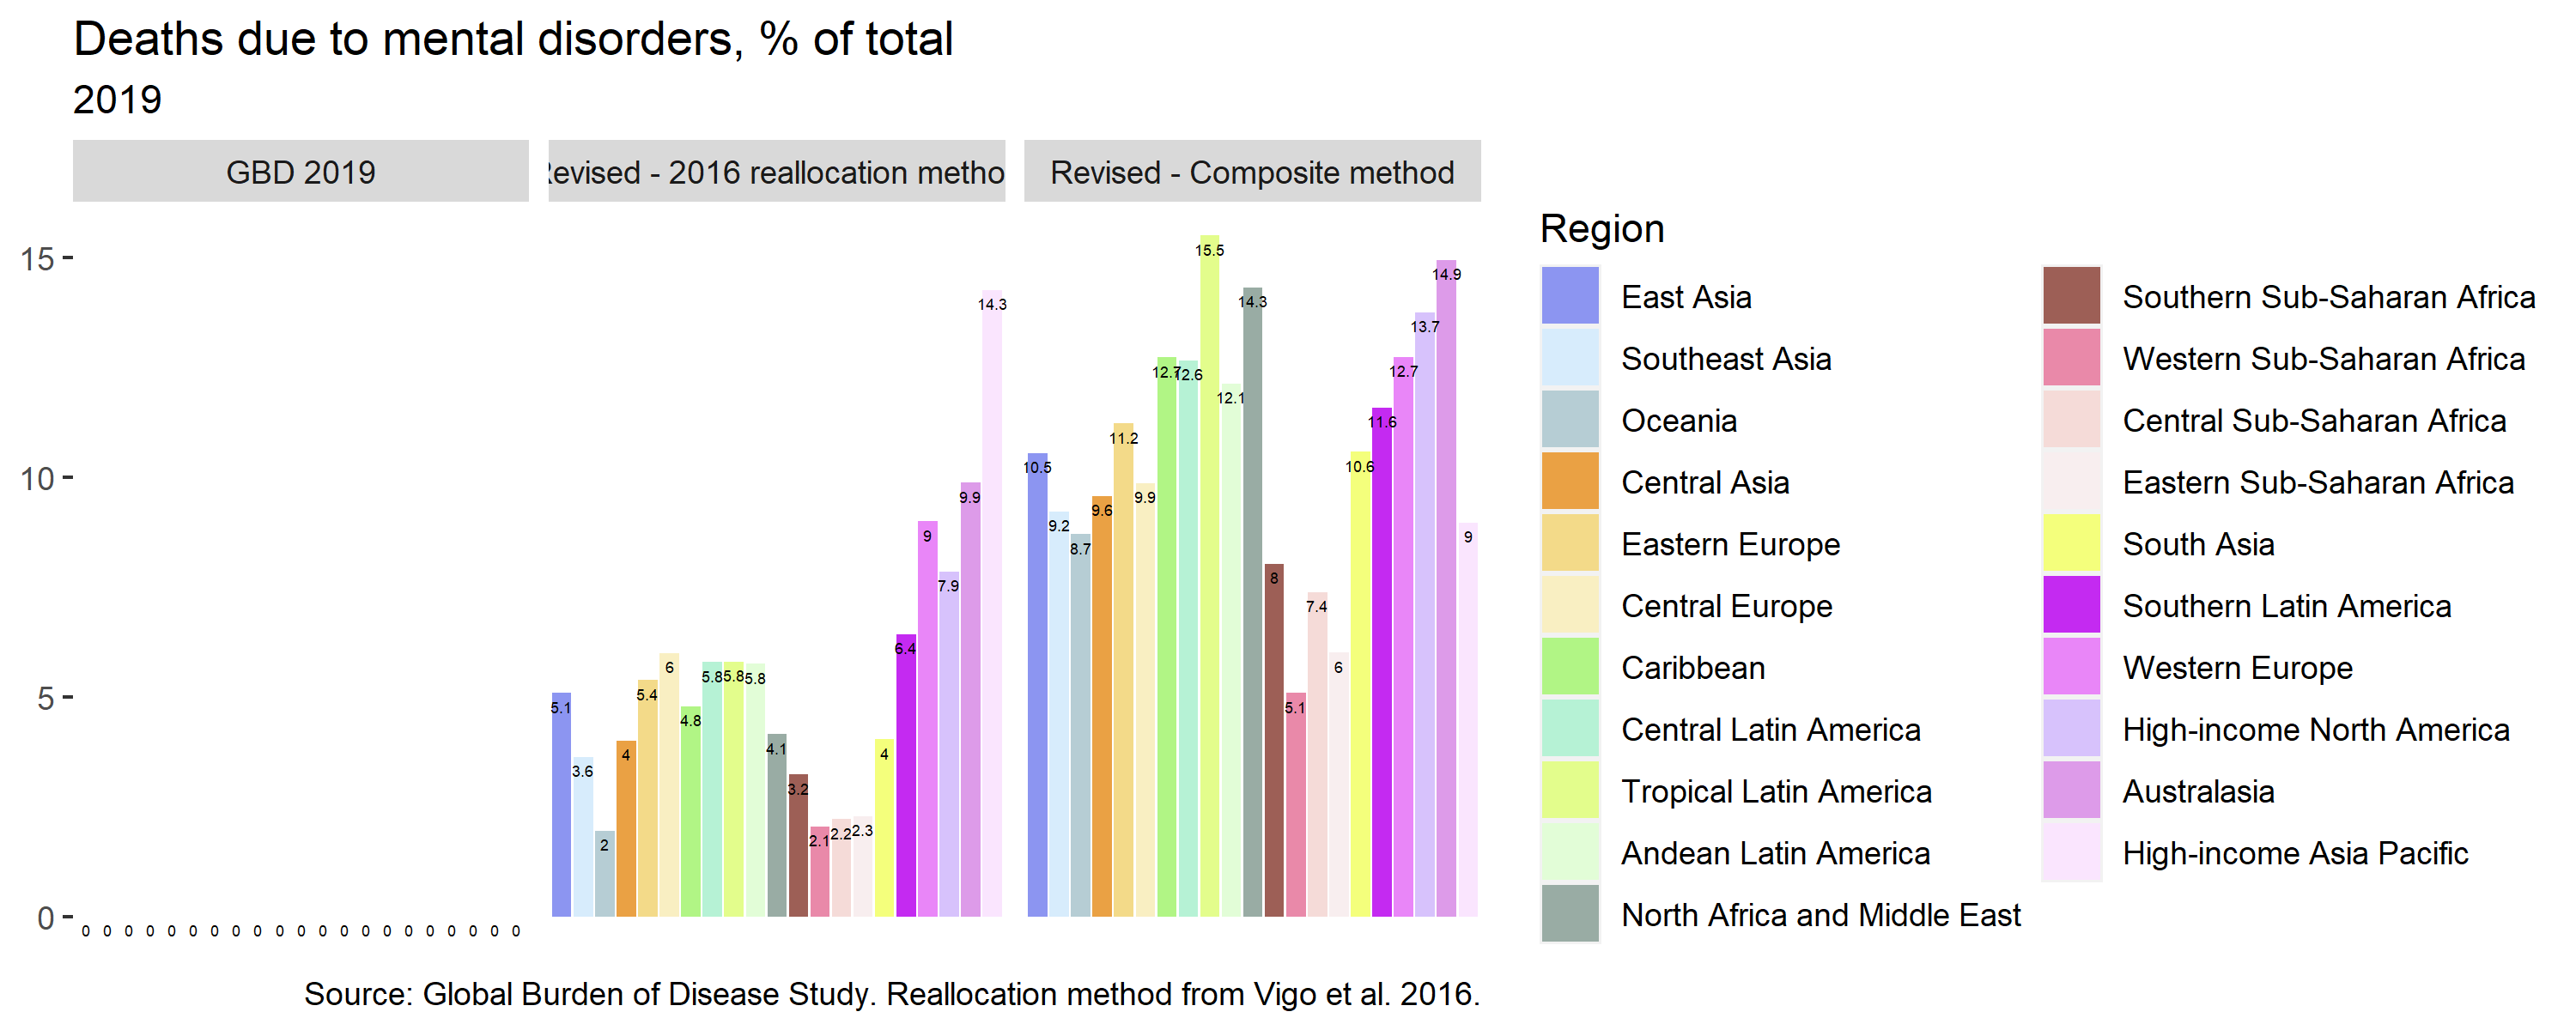 Deaths due to mental disorders, % of total
2019
GBD 2019
Revised - 2016 reallocation metho
Revised - Composite method
15
10
5
0
0 0 0 0 0 0 0 0 0 0 0 0 0 0 0 0 0 0 0 0 0
5.1 3.6 2 4 5.4 6 4.8 5.8 5.8 5.8 4.1 3.2 2.1 2.2 2.3 4 6.4 9 7.9 9.9 14.3
10.5 9.2 8.7 9.6 11.2 9.9 12.7 12.6 15.5 12.1 14.3 8 5.1 7.4 6 10.6 11.6 12.7 13.7 14.9 9
Region
East Asia
Southeast Asia
Oceania
Central Asia
Eastern Europe
Central Europe
Caribbean
Central Latin America
Tropical Latin America
Andean Latin America
North Africa and Middle East
Southern Sub-Saharan Africa
Western Sub-Saharan Africa
Central Sub-Saharan Africa
Eastern Sub-Saharan Africa
South Asia
Southern Latin America
Western Europe
High-income North America
Australasia
High-income Asia Pacific
Source: Global Burden of Disease Study. Reallocation method from Vigo et al. 2016.